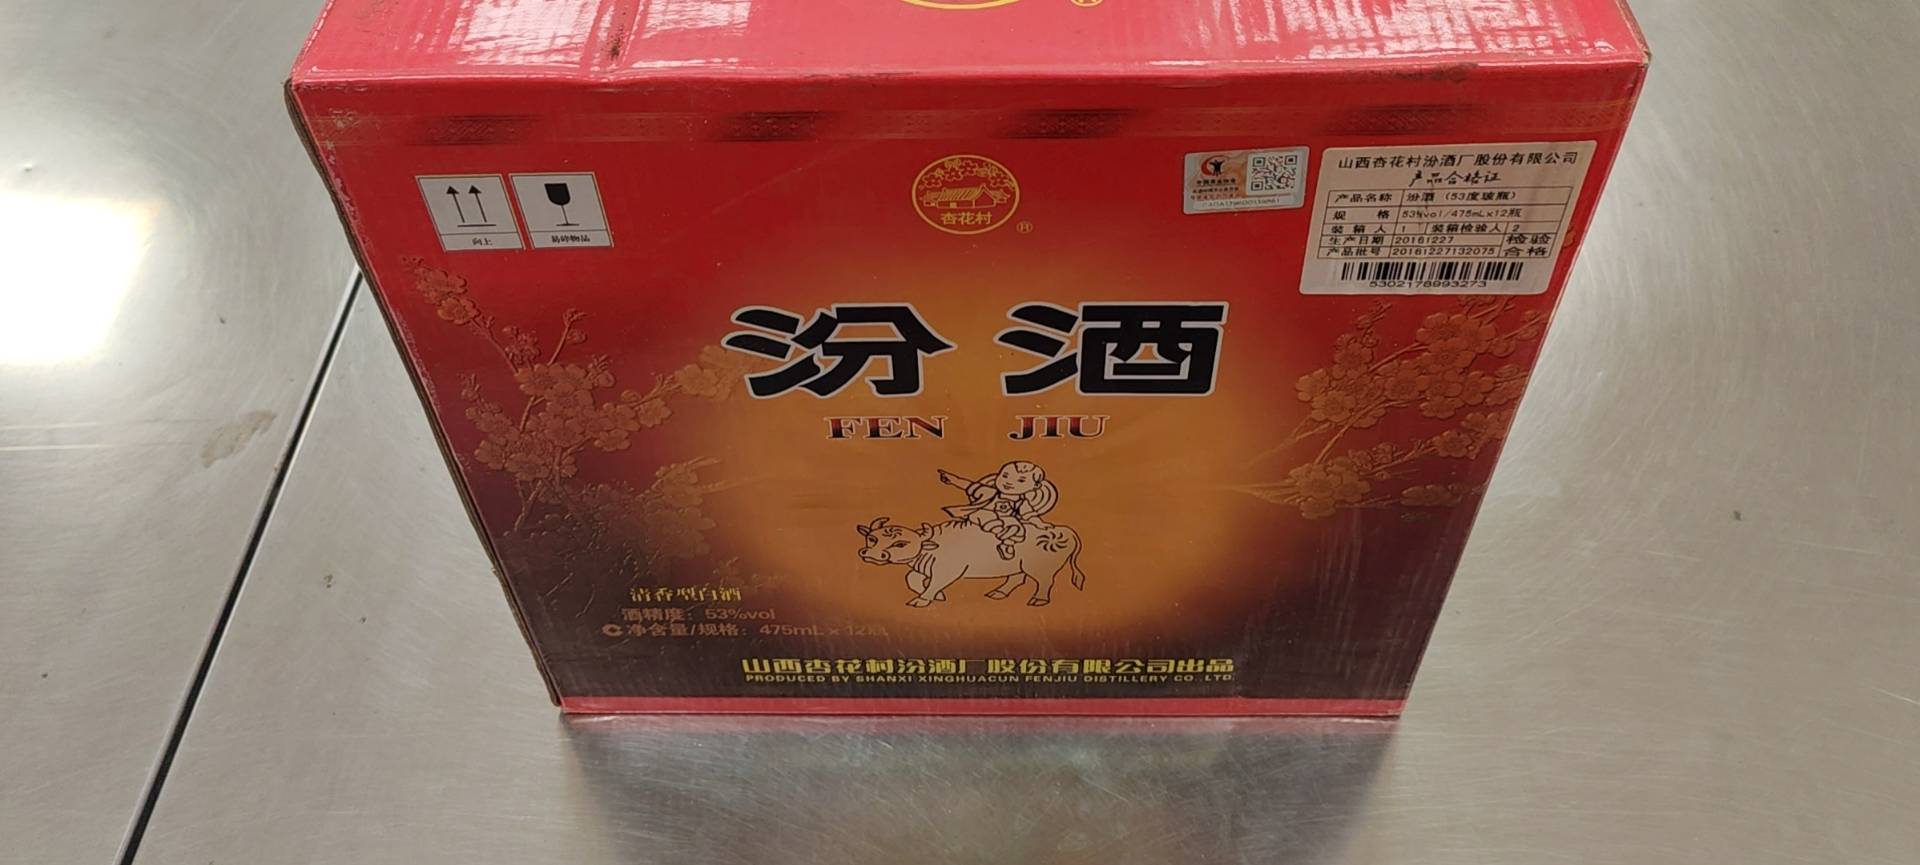 向上
易碎物品
杏花村
®
山西杏花村汾酒厂股份有限公司
产品合格证
产品名称 汾酒（53度玻瓶）
规 格 53%vol/475mL×12瓶
装箱人 1 装箱检验人 2
生产日期 20161227 检验
产品批号 20161227132075 合格
5302178993273
汾酒
FEN JIU
清香型白酒
酒精度：53%vol
净含量/规格：475mL×12瓶
山西杏花村汾酒厂股份有限公司出品
PRODUCED BY SHANXI XINGHUACUN FENJIU DISTILLERY CO.,LTD.